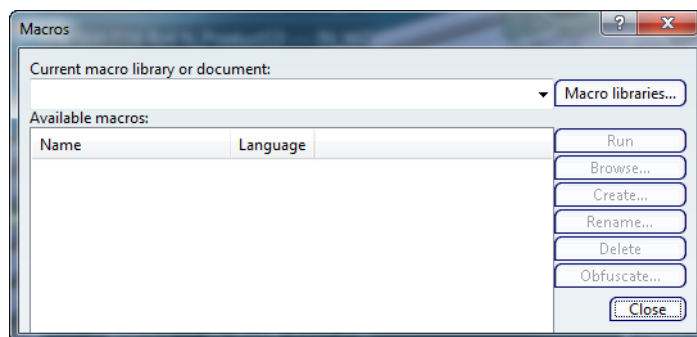 Macros
Current macro library or document:
Macro libraries...
Available macros:
Name Language
Run
Browse...
Create...
Rename...
Delete
Obfuscate...
Close